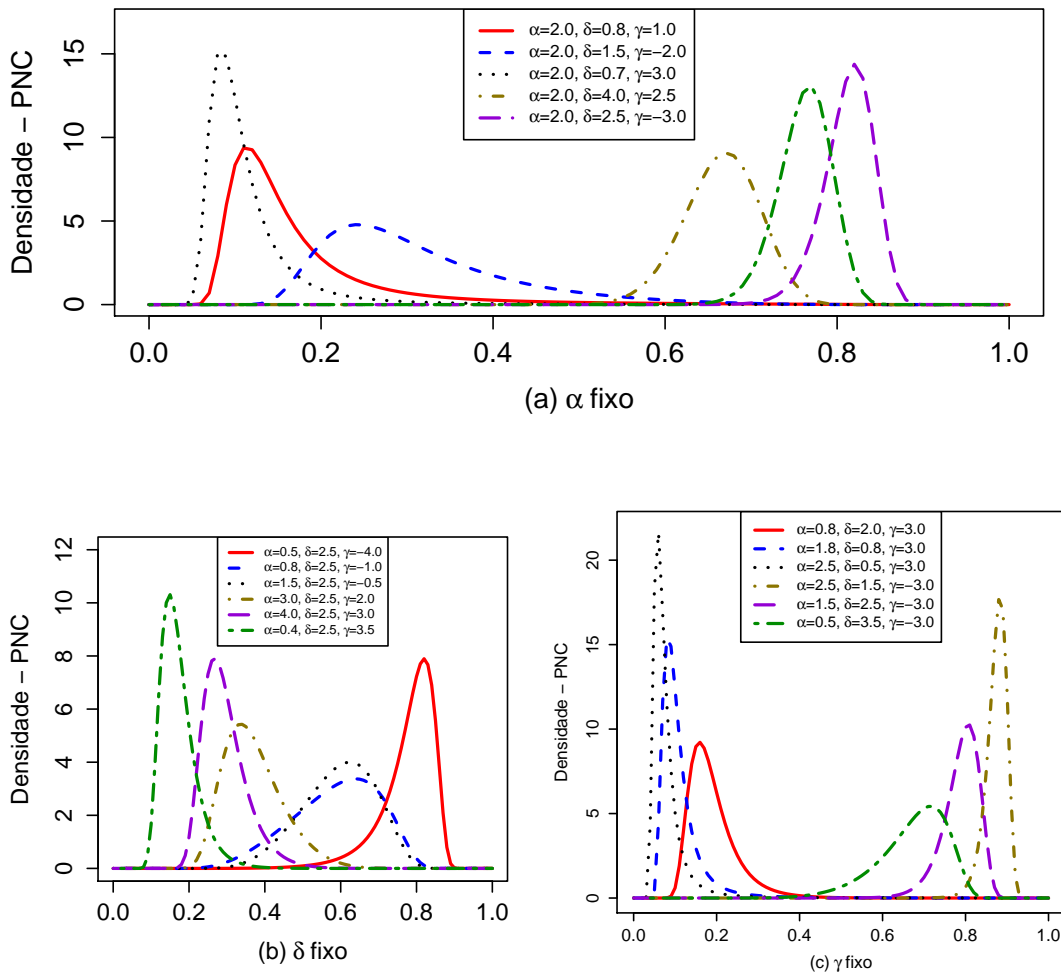 α=2.0, δ=0.8, γ=1.0
α=2.0, δ=1.5, γ=−2.0
α=2.0, δ=0.7, γ=3.0
α=2.0, δ=4.0, γ=2.5
α=2.0, δ=2.5, γ=−3.0
Densidade − PNC
15
10
5
0
0.0 0.2 0.4 0.6 0.8 1.0
(a) α fixo
α=0.5, δ=2.5, γ=−4.0
α=0.8, δ=2.5, γ=−1.0
α=1.5, δ=2.5, γ=−0.5
α=3.0, δ=2.5, γ=2.0
α=4.0, δ=2.5, γ=3.0
α=0.4, δ=2.5, γ=3.5
Densidade − PNC
12
10
8
6
4
2
0
0.0 0.2 0.4 0.6 0.8 1.0
(b) δ fixo
α=0.8, δ=2.0, γ=3.0
α=1.8, δ=0.8, γ=3.0
α=2.5, δ=0.5, γ=3.0
α=2.5, δ=1.5, γ=−3.0
α=1.5, δ=2.5, γ=−3.0
α=0.5, δ=3.5, γ=−3.0
Densidade − PNC
20
15
10
5
0
0.0 0.2 0.4 0.6 0.8 1.0
(c) γ fixo